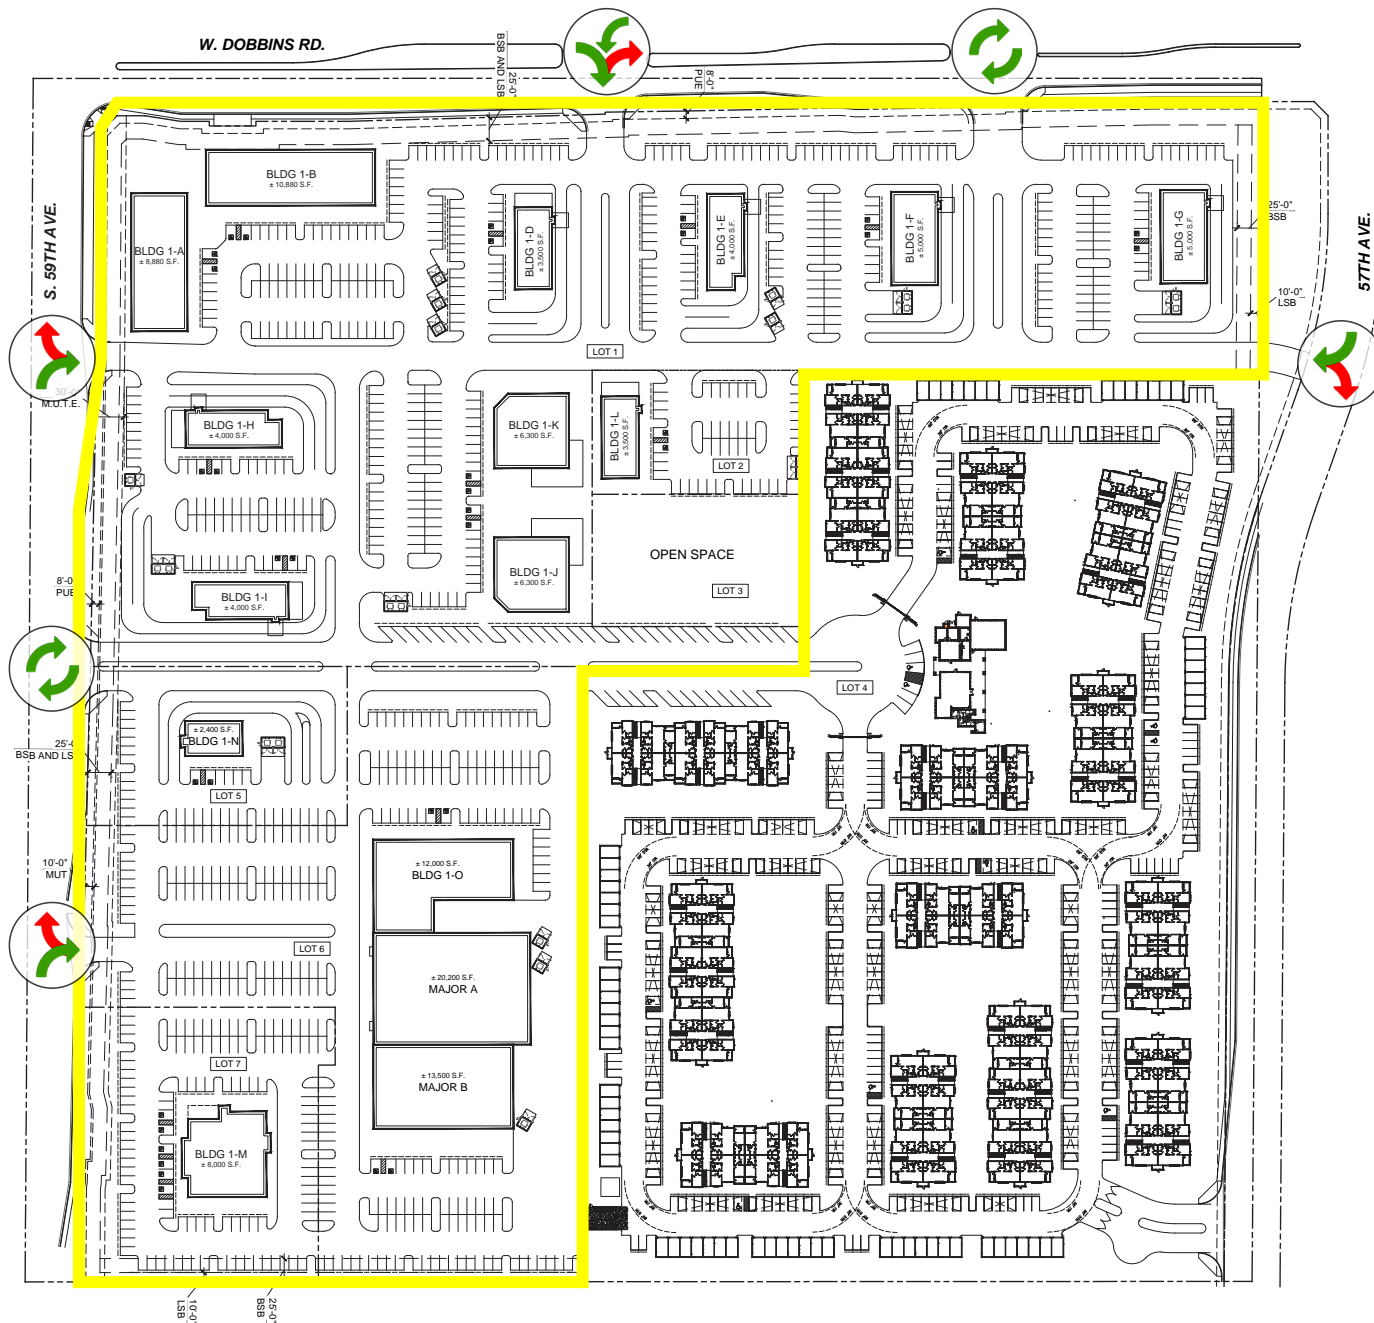 W. DOBBINS RD.
25'-0"
BSB AND LSB
8'-0"
PUE
S. 59TH AVE.
57TH AVE.
BLDG 1-B
± 10,880 S.F.
BLDG 1-A
± 8,880 S.F.
BLDG 1-D
± 3,500 S.F.
BLDG 1-E
± 4,000 S.F.
BLDG 1-F
± 5,000 S.F.
BLDG 1-G
± 5,000 S.F.
25'-0"
BSB
10'-0"
LSB
LOT 1
30'-0"
M.U.T.E.
BLDG 1-H
± 4,000 S.F.
BLDG 1-K
± 6,300 S.F.
BLDG 1-L
± 3,500 S.F.
LOT 2
OPEN SPACE
BLDG 1-J
± 6,300 S.F.
LOT 3
8'-0
PUE
BLDG 1-I
± 4,000 S.F.
LOT 4
± 2,400 S.F.
BLDG 1-N
25'-0
BSB AND LS
LOT 5
10'-0"
MUT
± 12,000 S.F.
BLDG 1-O
LOT 6
± 20,200 S.F.
MAJOR A
LOT 7
± 13,500 S.F.
MAJOR B
BLDG 1-M
± 8,000 S.F.
10'-0"
LSB
25'-0"
BSB